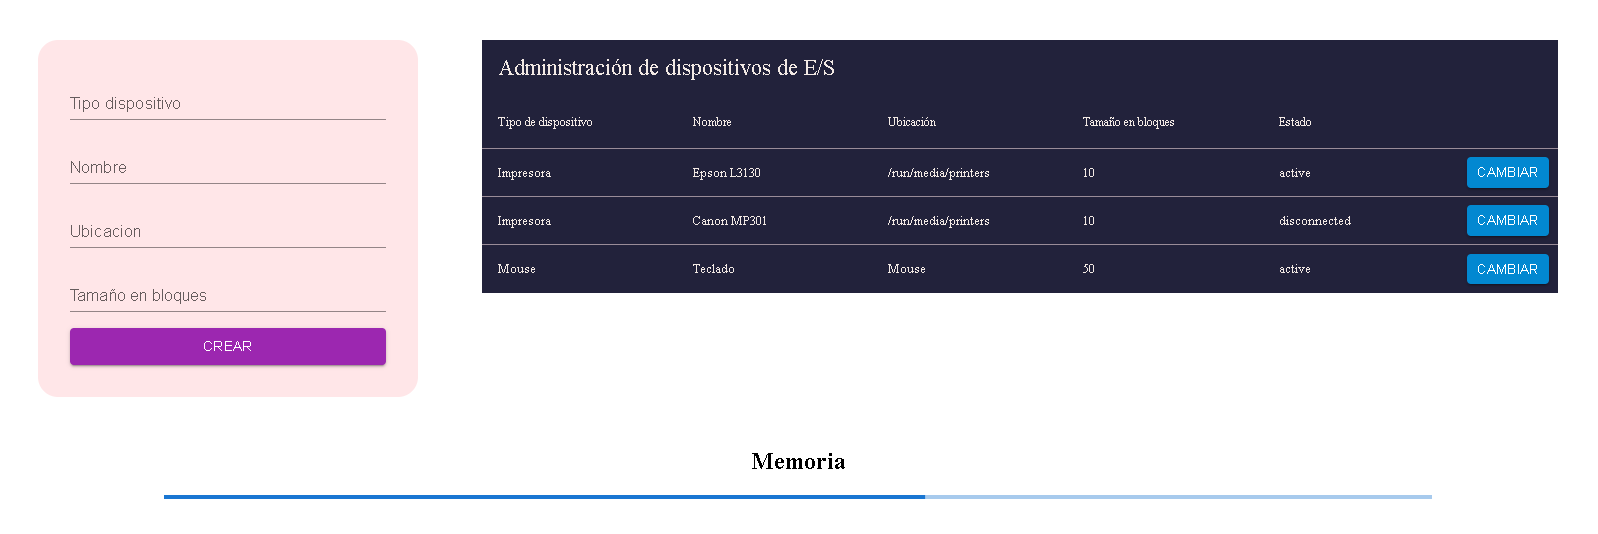 Tipo dispositivo
Nombre
Ubicacion
Tamaño en bloques
CREAR
Administración de dispositivos de E/S
Tipo de dispositivo Nombre Ubicación Tamaño en bloques Estado
Impresora Epson L3130 /run/media/printers 10 active CAMBIAR
Impresora Canon MP301 /run/media/printers 10 disconnected CAMBIAR
Mouse Teclado Mouse 50 active CAMBIAR
Memoria